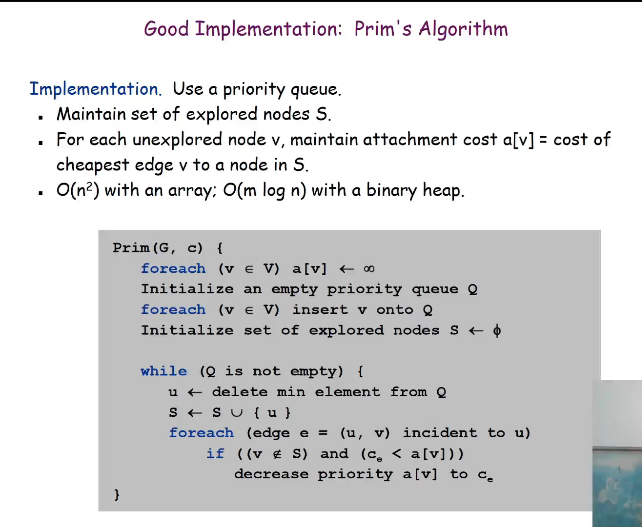 Good Implementation: Prim's Algorithm
Implementation. Use a priority queue.
▪ Maintain set of explored nodes S.
▪ For each unexplored node v, maintain attachment cost a[v] = cost of
cheapest edge v to a node in S.
▪ O(n²) with an array; O(m log n) with a binary heap.
Prim(G, c) {
foreach (v ∈ V) a[v] ← ∞
Initialize an empty priority queue Q
foreach (v ∈ V) insert v onto Q
Initialize set of explored nodes S ← ϕ
while (Q is not empty) {
u ← delete min element from Q
S ← S ∪ { u }
foreach (edge e = (u, v) incident to u)
if ((v ∉ S) and (cₑ < a[v]))
decrease priority a[v] to cₑ
}